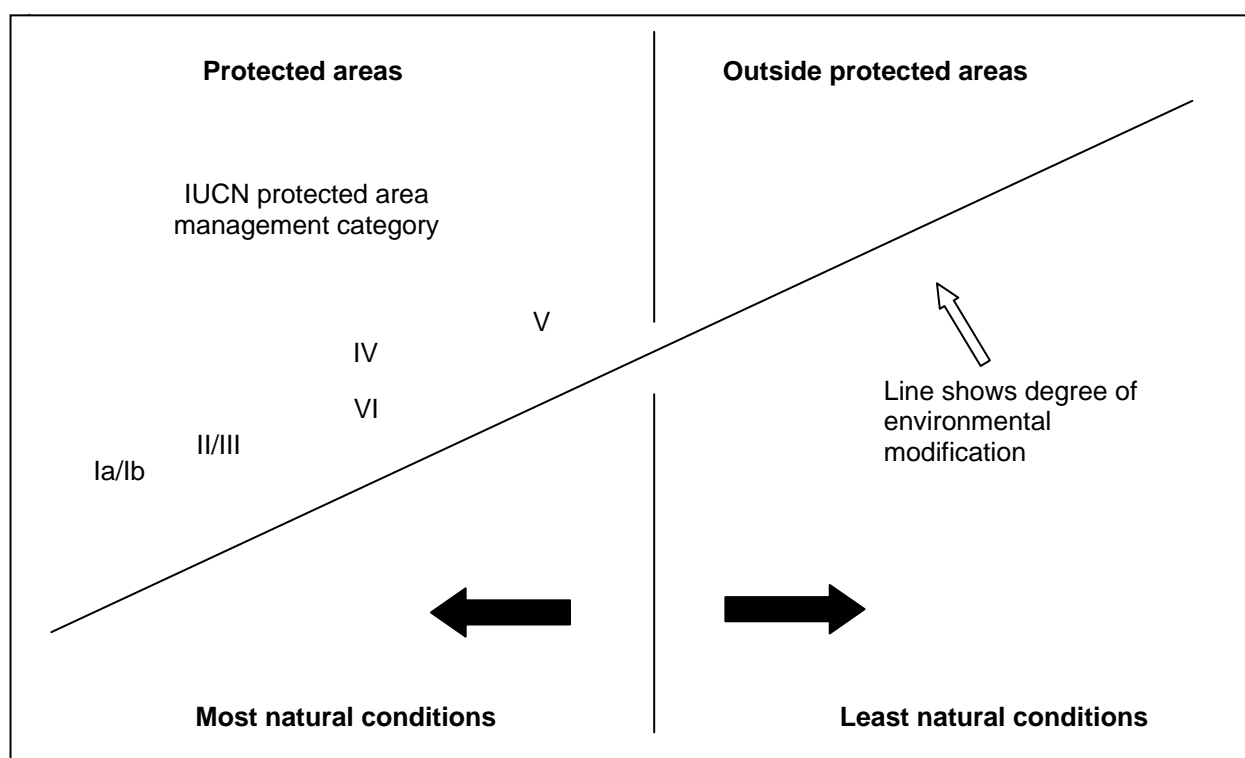 Protected areas
Outside protected areas
IUCN protected area
management category
V
IV
VI
II/III
Ia/Ib
Line shows degree of
environmental
modification
Most natural conditions
Least natural conditions